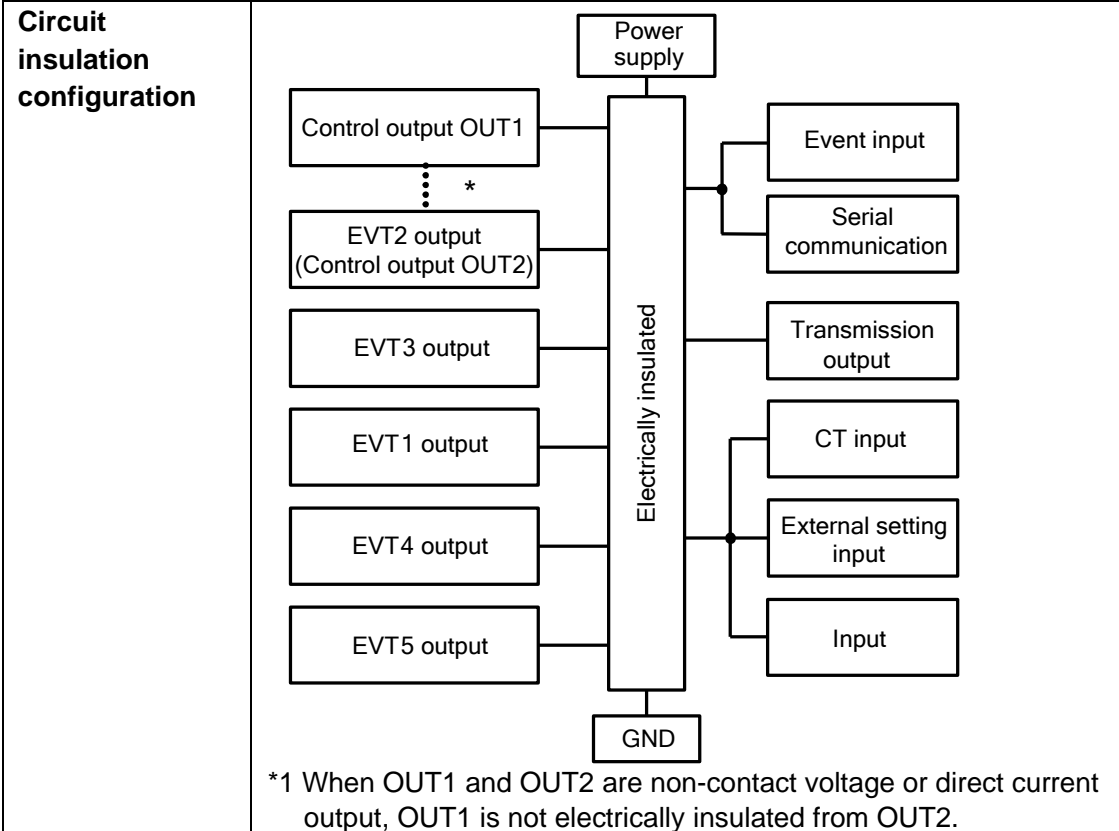 Circuit
insulation
configuration
Power
supply
Control output OUT1
*
EVT2 output
(Control output OUT2)
EVT3 output
EVT1 output
EVT4 output
EVT5 output
Electrically insulated
Event input
Serial
communication
Transmission
output
CT input
External setting
input
Input
GND
*1 When OUT1 and OUT2 are non-contact voltage or direct current
output, OUT1 is not electrically insulated from OUT2.